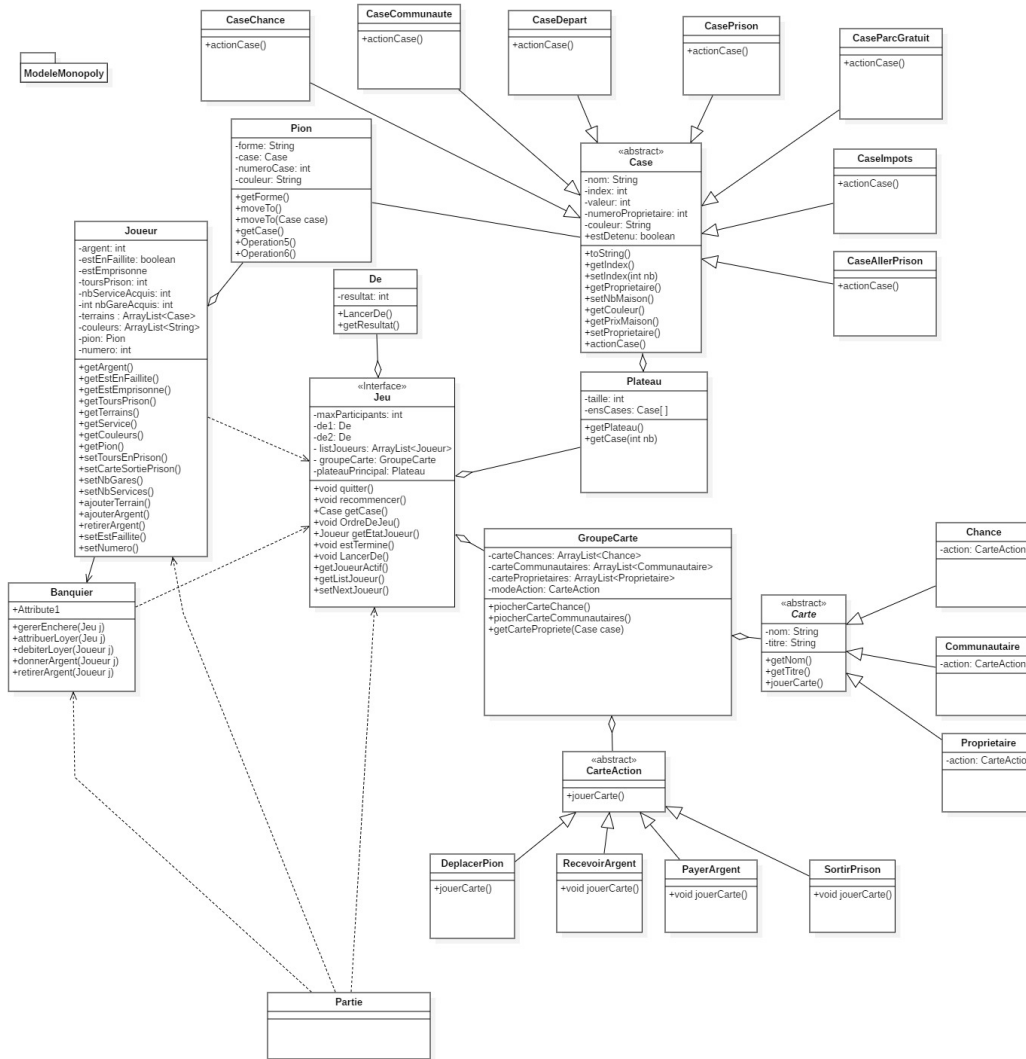 ModeleMonopoly
CaseChance
+actionCase()
CaseCommunaute
+actionCase()
CaseDepart
+actionCase()
CasePrison
+actionCase()
CaseParcGratuit
+actionCase()
Pion
-forme: String
-case: Case
-numeroCase: int
-couleur: String
+getForme()
+moveTo()
+moveTo(Case case)
+getCase()
+Operation5()
+Operation6()
«abstract»
Case
-nom: String
-index: int
-valeur: int
-numeroProprietaire: int
-couleur: String
+estDetenu: boolean
+toString()
+getIndex()
+setIndex(int nb)
+getProprietaire()
+setNbMaison()
+getCouleur()
+getPrixMaison()
+setProprietaire()
+actionCase()
CaseImpots
+actionCase()
CaseAllerPrison
+actionCase()
Joueur
-argent: int
-estEnFaillite: boolean
-estEmprisonne
-toursPrison: int
-nbServiceAcquis: int
-int nbGareAcquis: int
-terrains : ArrayList<Case>
-couleurs: ArrayList<String>
-pion: Pion
-numero: int
+getArgent()
+getEstEnFaillite()
+getEstEmprisonne()
+getToursPrison()
+getTerrains()
+getService()
+getCouleurs()
+getPion()
+setToursEnPrison()
+setCarteSortiePrison()
+setNbGares()
+setNbServices()
+ajouterTerrain()
+ajouterArgent()
+retirerArgent()
+setEstFaillite()
+setNumero()
De
-resultat: int
+LancerDe()
+getResultat()
«Interface»
Jeu
-maxParticipants: int
-de1: De
-de2: De
- listJoueurs: ArrayList<Joueur>
- groupeCarte: GroupeCarte
-plateauPrincipal: Plateau
+void quitter()
+void recommencer()
+Case getCase()
+void OrdreDeJeu()
+Joueur getEtatJoueur()
+void estTermine()
+void LancerDe()
+getJoueurActif()
+getListJoueur()
+setNextJoueur()
Plateau
-taille: int
-ensCases: Case[ ]
+getPlateau()
+getCase(int nb)
Banquier
+Attribute1
+gererEnchere(Jeu j)
+attribuerLoyer(Jeu j)
+debiterLoyer(Joueur j)
+donnerArgent(Joueur j)
+retirerArgent(Joueur j)
GroupeCarte
-carteChances: ArrayList<Chance>
-carteCommunautaires: ArrayList<Communautaire>
-carteProprietaires: ArrayList<Proprietaire>
-modeAction: CarteAction
+piocherCarteChance()
+piocherCarteCommunautaires()
+getCartePropriete(Case case)
«abstract»
Carte
-nom: String
-titre: String
+getNom()
+getTitre()
+jouerCarte()
Chance
-action: CarteAction
Communautaire
-action: CarteAction
Proprietaire
-action: CarteAction
«abstract»
CarteAction
+jouerCarte()
DeplacerPion
+jouerCarte()
RecevoirArgent
+void jouerCarte()
PayerArgent
+void jouerCarte()
SortirPrison
+void jouerCarte()
Partie